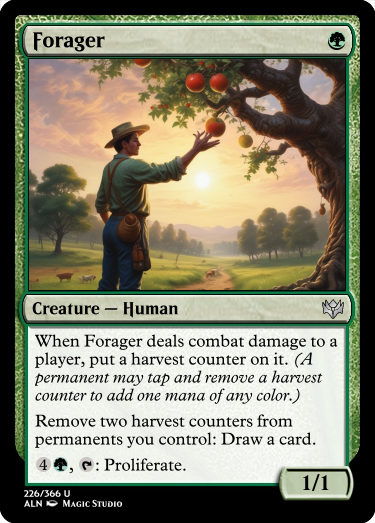 Forager
Creature — Human
When Forager deals combat damage to a
player, put a harvest counter on it. (A
permanent may tap and remove a harvest
counter to add one mana of any color.)
Remove two harvest counters from
permanents you control: Draw a card.
4, : Proliferate.
1/1
226/366 U
ALN Magic Studio